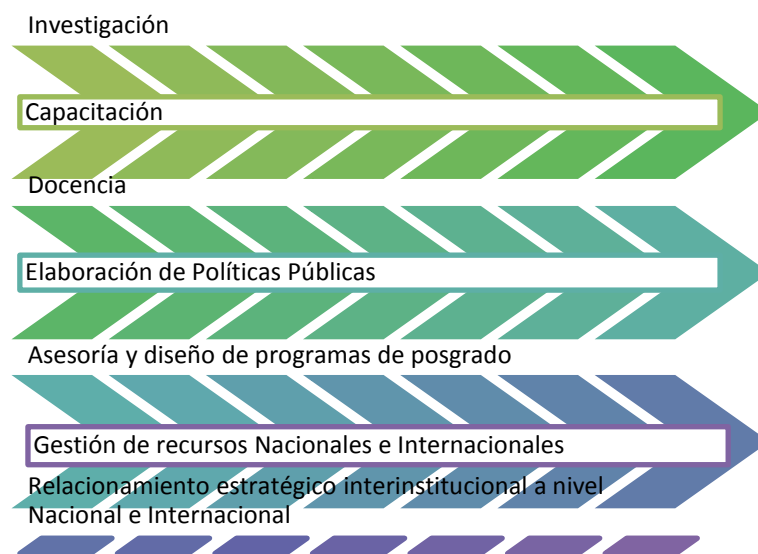 Investigación
Capacitación
Docencia
Elaboración de Políticas Públicas
Asesoría y diseño de programas de posgrado
Gestión de recursos Nacionales e Internacionales
Relacionamiento estratégico interinstitucional a nivel
Nacional e Internacional